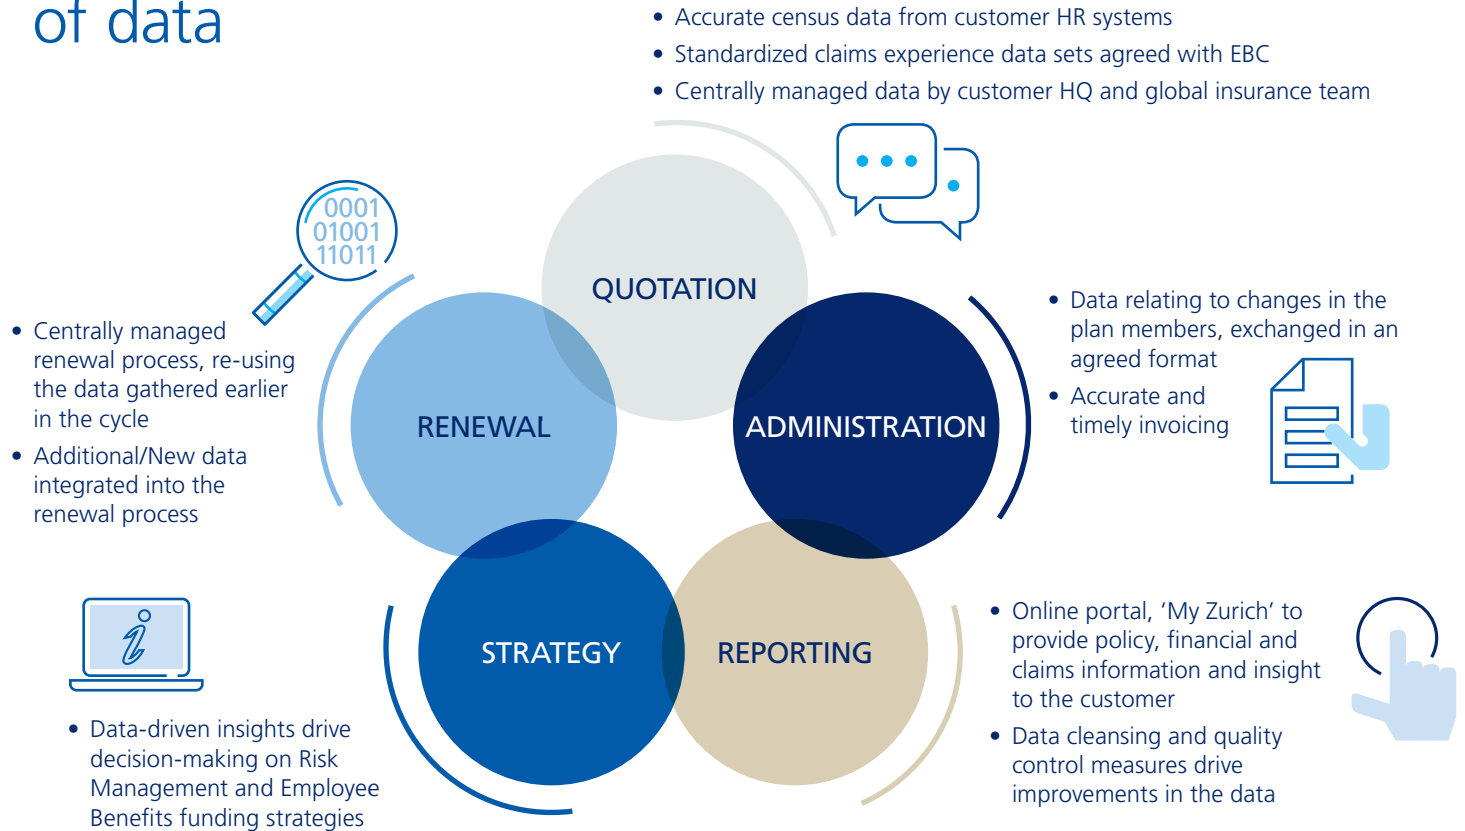 of data
• Accurate census data from customer HR systems
• Standardized claims experience data sets agreed with EBC
• Centrally managed data by customer HQ and global insurance team
0001
01001
11011
QUOTATION
• Data relating to changes in the
plan members, exchanged in an
agreed format
• Accurate and
timely invoicing
• Centrally managed
renewal process, re-using
the data gathered earlier
in the cycle
• Additional/New data
integrated into the
renewal process
RENEWAL
ADMINISTRATION
STRATEGY
REPORTING
• Online portal, ‘My Zurich’ to
provide policy, financial and
claims information and insight
to the customer
• Data cleansing and quality
control measures drive
improvements in the data
i
• Data-driven insights drive
decision-making on Risk
Management and Employee
Benefits funding strategies